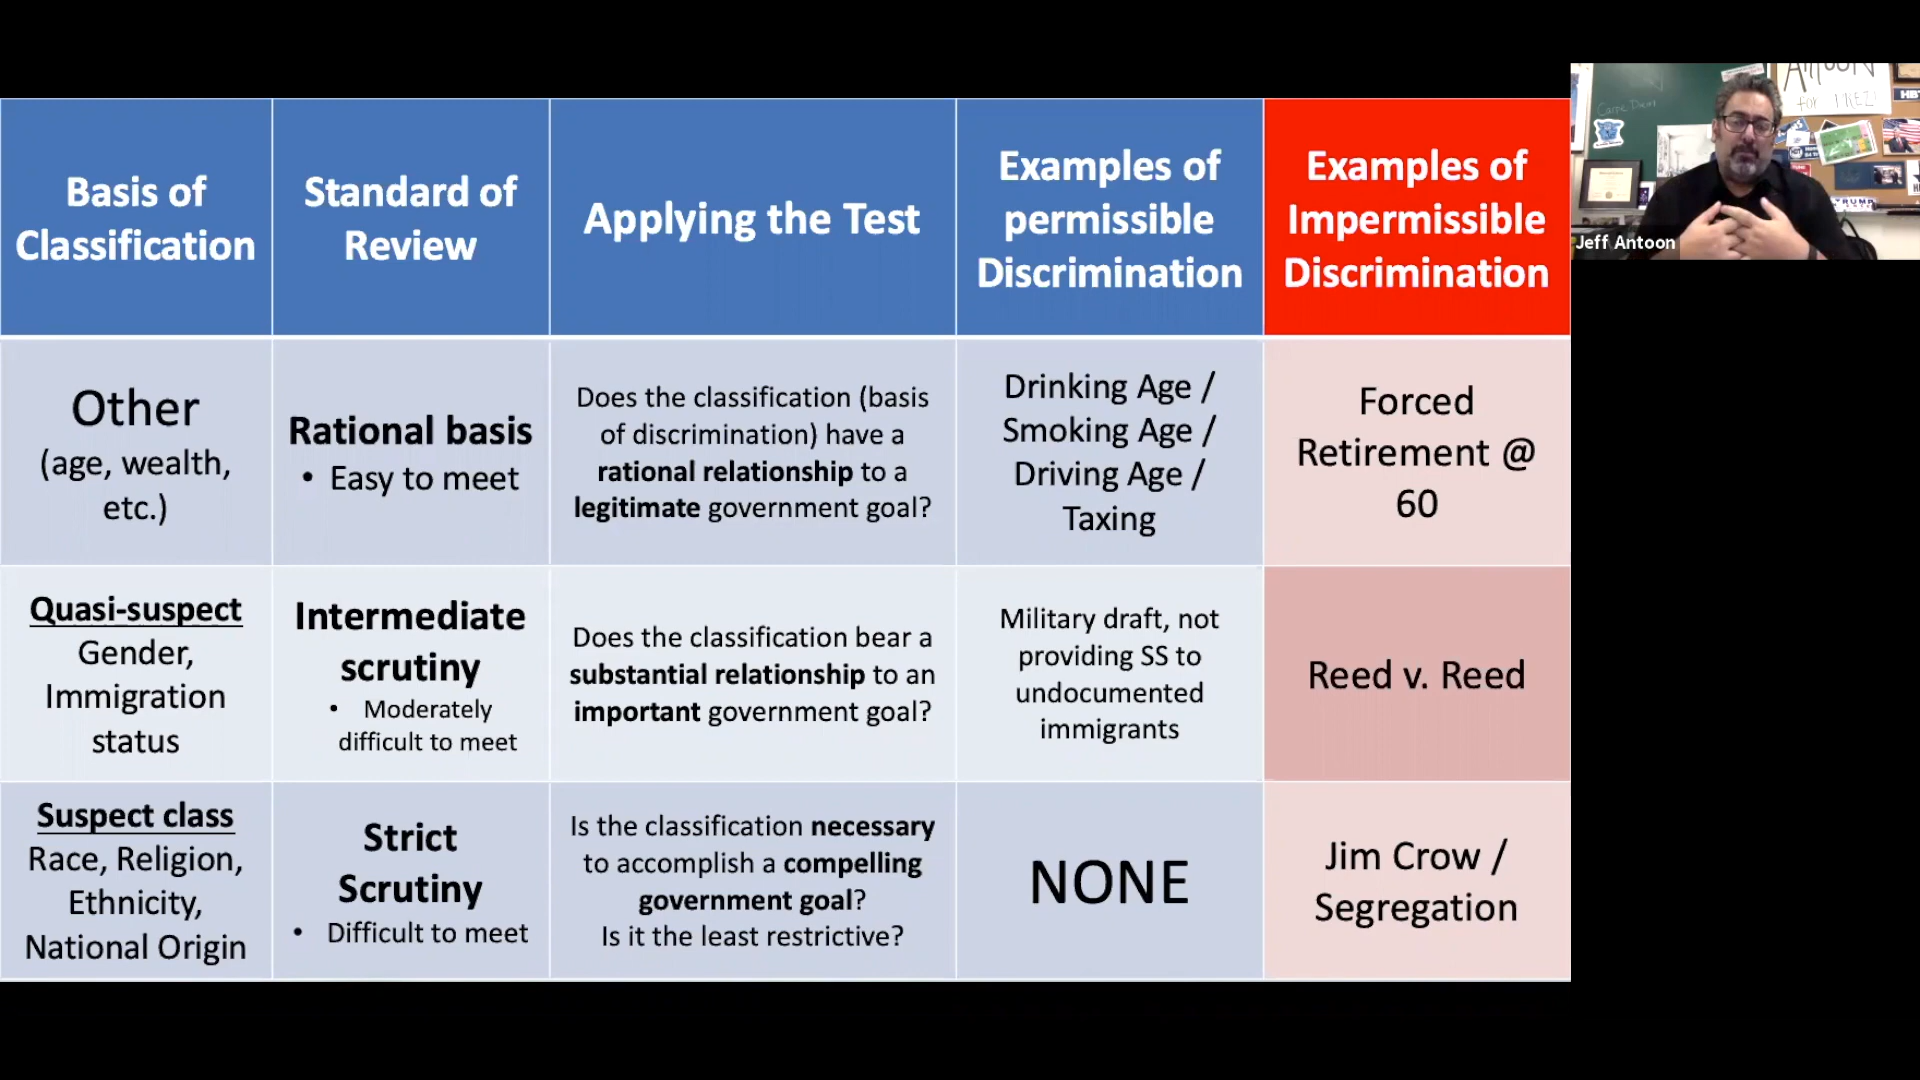 Basis of
Classification
Standard of
Review
Applying the Test
Examples of
permissible
Discrimination
Examples of
Impermissible
Discrimination
Other
(age, wealth,
etc.)
Rational basis
• Easy to meet
Does the classification (basis
of discrimination) have a
rational relationship to a
legitimate government goal?
Drinking Age /
Smoking Age /
Driving Age /
Taxing
Forced
Retirement @
60
Quasi-suspect
Gender,
Immigration
status
Intermediate
scrutiny
• Moderately
difficult to meet
Does the classification bear a
substantial relationship to an
important government goal?
Military draft, not
providing SS to
undocumented
immigrants
Reed v. Reed
Suspect class
Race, Religion,
Ethnicity,
National Origin
Strict
Scrutiny
• Difficult to meet
Is the classification necessary
to accomplish a compelling
government goal?
Is it the least restrictive?
NONE
Jim Crow /
Segregation
Carpe Diem
for PREZ
Jeff Antoon